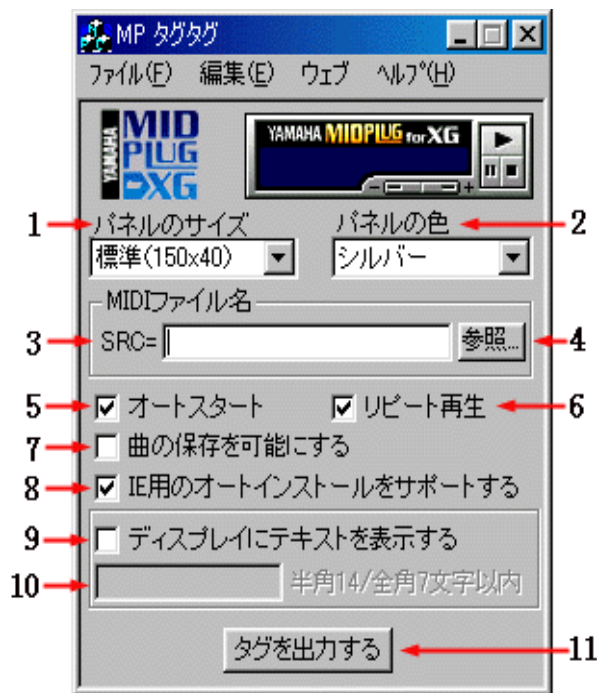 MP タグタグ
ファイル(F) 編集(E) ウェブ ヘルプ(H)
YAMAHA
MID
PLUG
XG
YAMAHA MIDPLUG for XG
1 パネルのサイズ パネルの色 2
標準(150x40) シルバー
MIDIファイル名
3 SRC= 参照... 4
5 オートスタート リピート再生 6
7 曲の保存を可能にする
8 IE用のオートインストールをサポートする
9 ディスプレイにテキストを表示する
10 半角14/全角7文字以内
タグを出力する 11